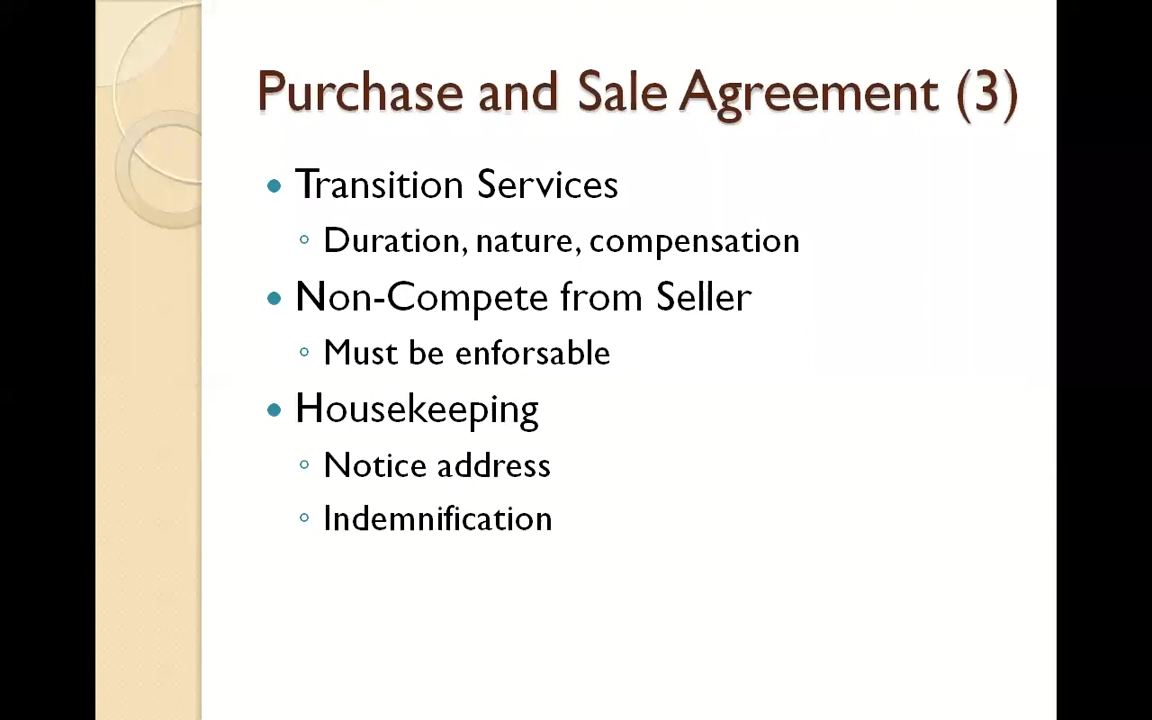 Purchase and Sale Agreement (3)
Transition Services
Duration, nature, compensation
Non-Compete from Seller
Must be enforsable
Housekeeping
Notice address
Indemnification